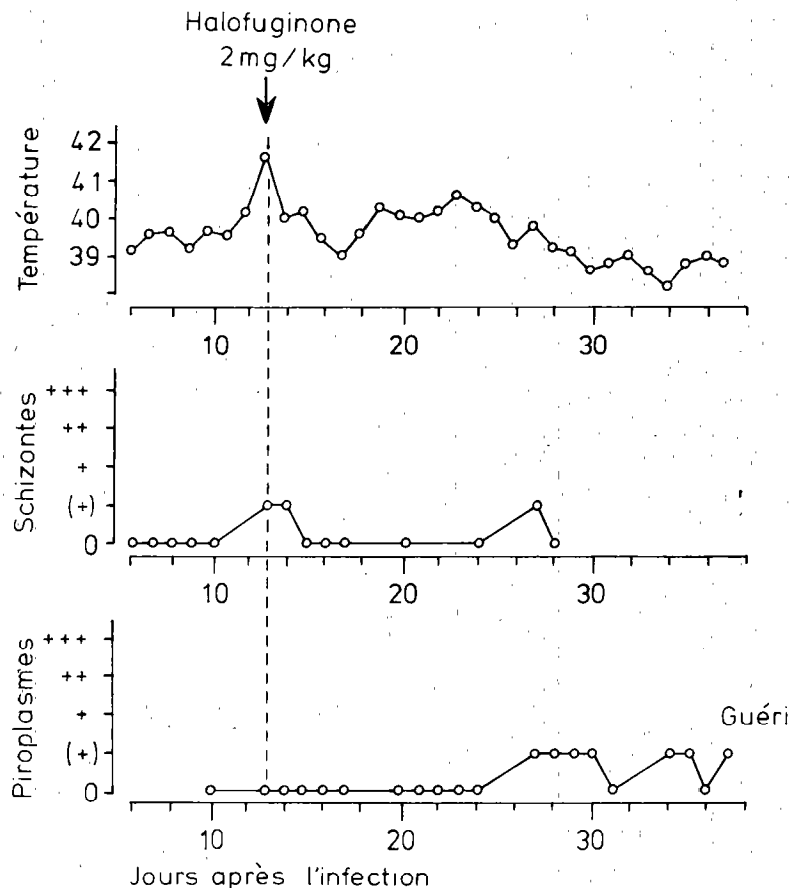 Halofuginone
2mg/kg
Température
42
41
40
39
10 20 30
Schizontes
+++
++
+
(+)
0
10 20 30
Piroplasmes
+++
++
+
(+)
0
Guéri
10 20 30
Jours après l'infection